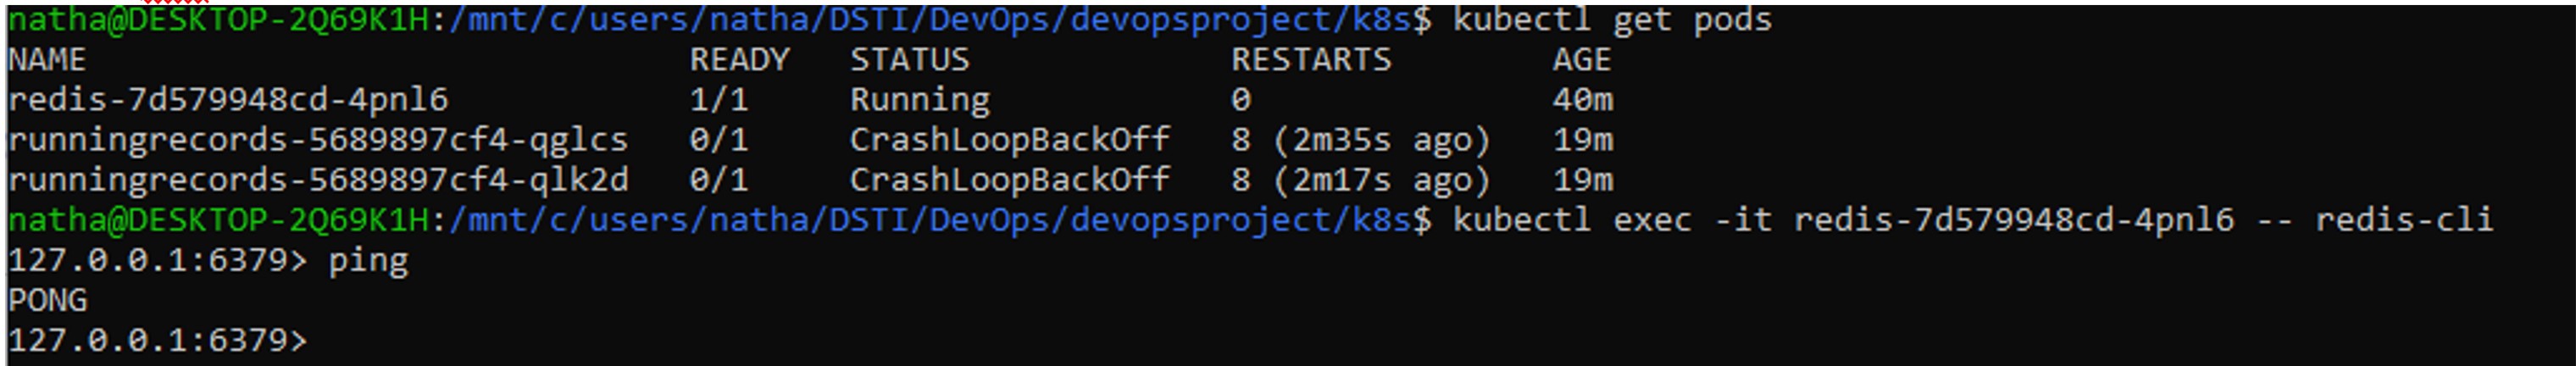 natha@DESKTOP-2Q69K1H:/mnt/c/users/natha/DSTI/DevOps/devopsproject/k8s$ kubectl get pods
NAME READY STATUS RESTARTS AGE
redis-7d579948cd-4pnl6 1/1 Running 0 40m
runningrecords-5689897cf4-qglcs 0/1 CrashLoopBackOff 8 (2m35s ago) 19m
runningrecords-5689897cf4-qlk2d 0/1 CrashLoopBackOff 8 (2m17s ago) 19m
natha@DESKTOP-2Q69K1H:/mnt/c/users/natha/DSTI/DevOps/devopsproject/k8s$ kubectl exec -it redis-7d579948cd-4pnl6 -- redis-cli
127.0.0.1:6379> ping
PONG
127.0.0.1:6379>